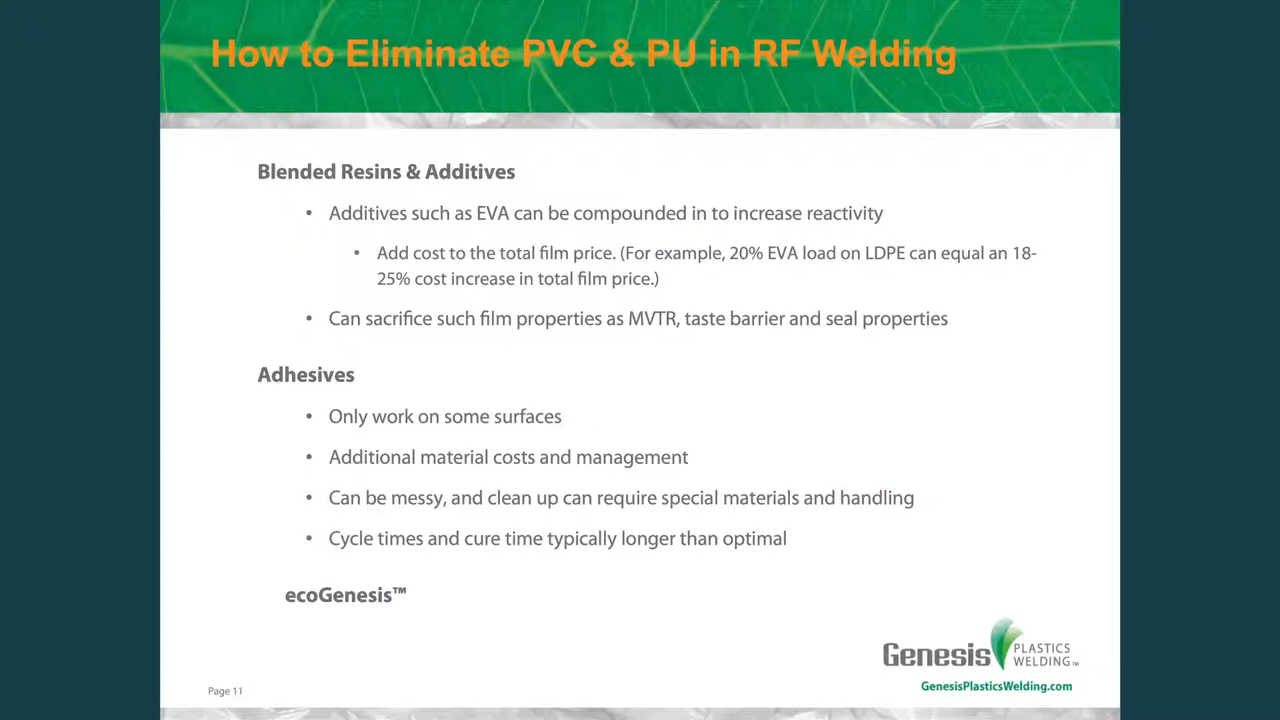 How to Eliminate PVC & PU in RF Welding
Blended Resins & Additives
• Additives such as EVA can be compounded in to increase reactivity
• Add cost to the total film price. (For example, 20% EVA load on LDPE can equal an 18-
25% cost increase in total film price.)
• Can sacrifice such film properties as MVTR, taste barrier and seal properties
Adhesives
• Only work on some surfaces
• Additional material costs and management
• Can be messy, and clean up can require special materials and handling
• Cycle times and cure time typically longer than optimal
ecoGenesis™
Genesis PLASTICS WELDING™
GenesisPlasticsWelding.com
Page 11